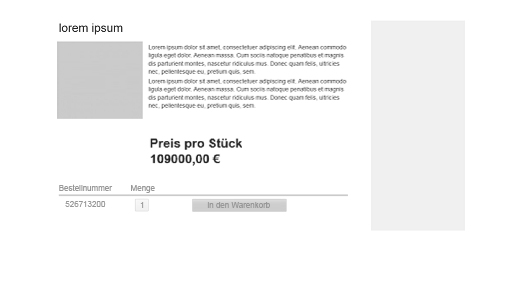 lorem ipsum
Lorem ipsum dolor sit amet, consectetuer adipiscing elit. Aenean commodo
ligula eget dolor. Aenean massa. Cum sociis natoque penatibus et magnis
dis parturient montes, nascetur ridiculus mus. Donec quam felis, ultricies
nec, pellentesque eu, pretium quis, sem.
Lorem ipsum dolor sit amet, consectetuer adipiscing elit. Aenean commodo
ligula eget dolor. Aenean massa. Cum sociis natoque penatibus et magnis
dis parturient montes, nascetur ridiculus mus. Donec quam felis, ultricies
nec, pellentesque eu, pretium quis, sem.
Preis pro Stück
109000,00 €
Bestellnummer Menge
526713200 1 In den Warenkorb